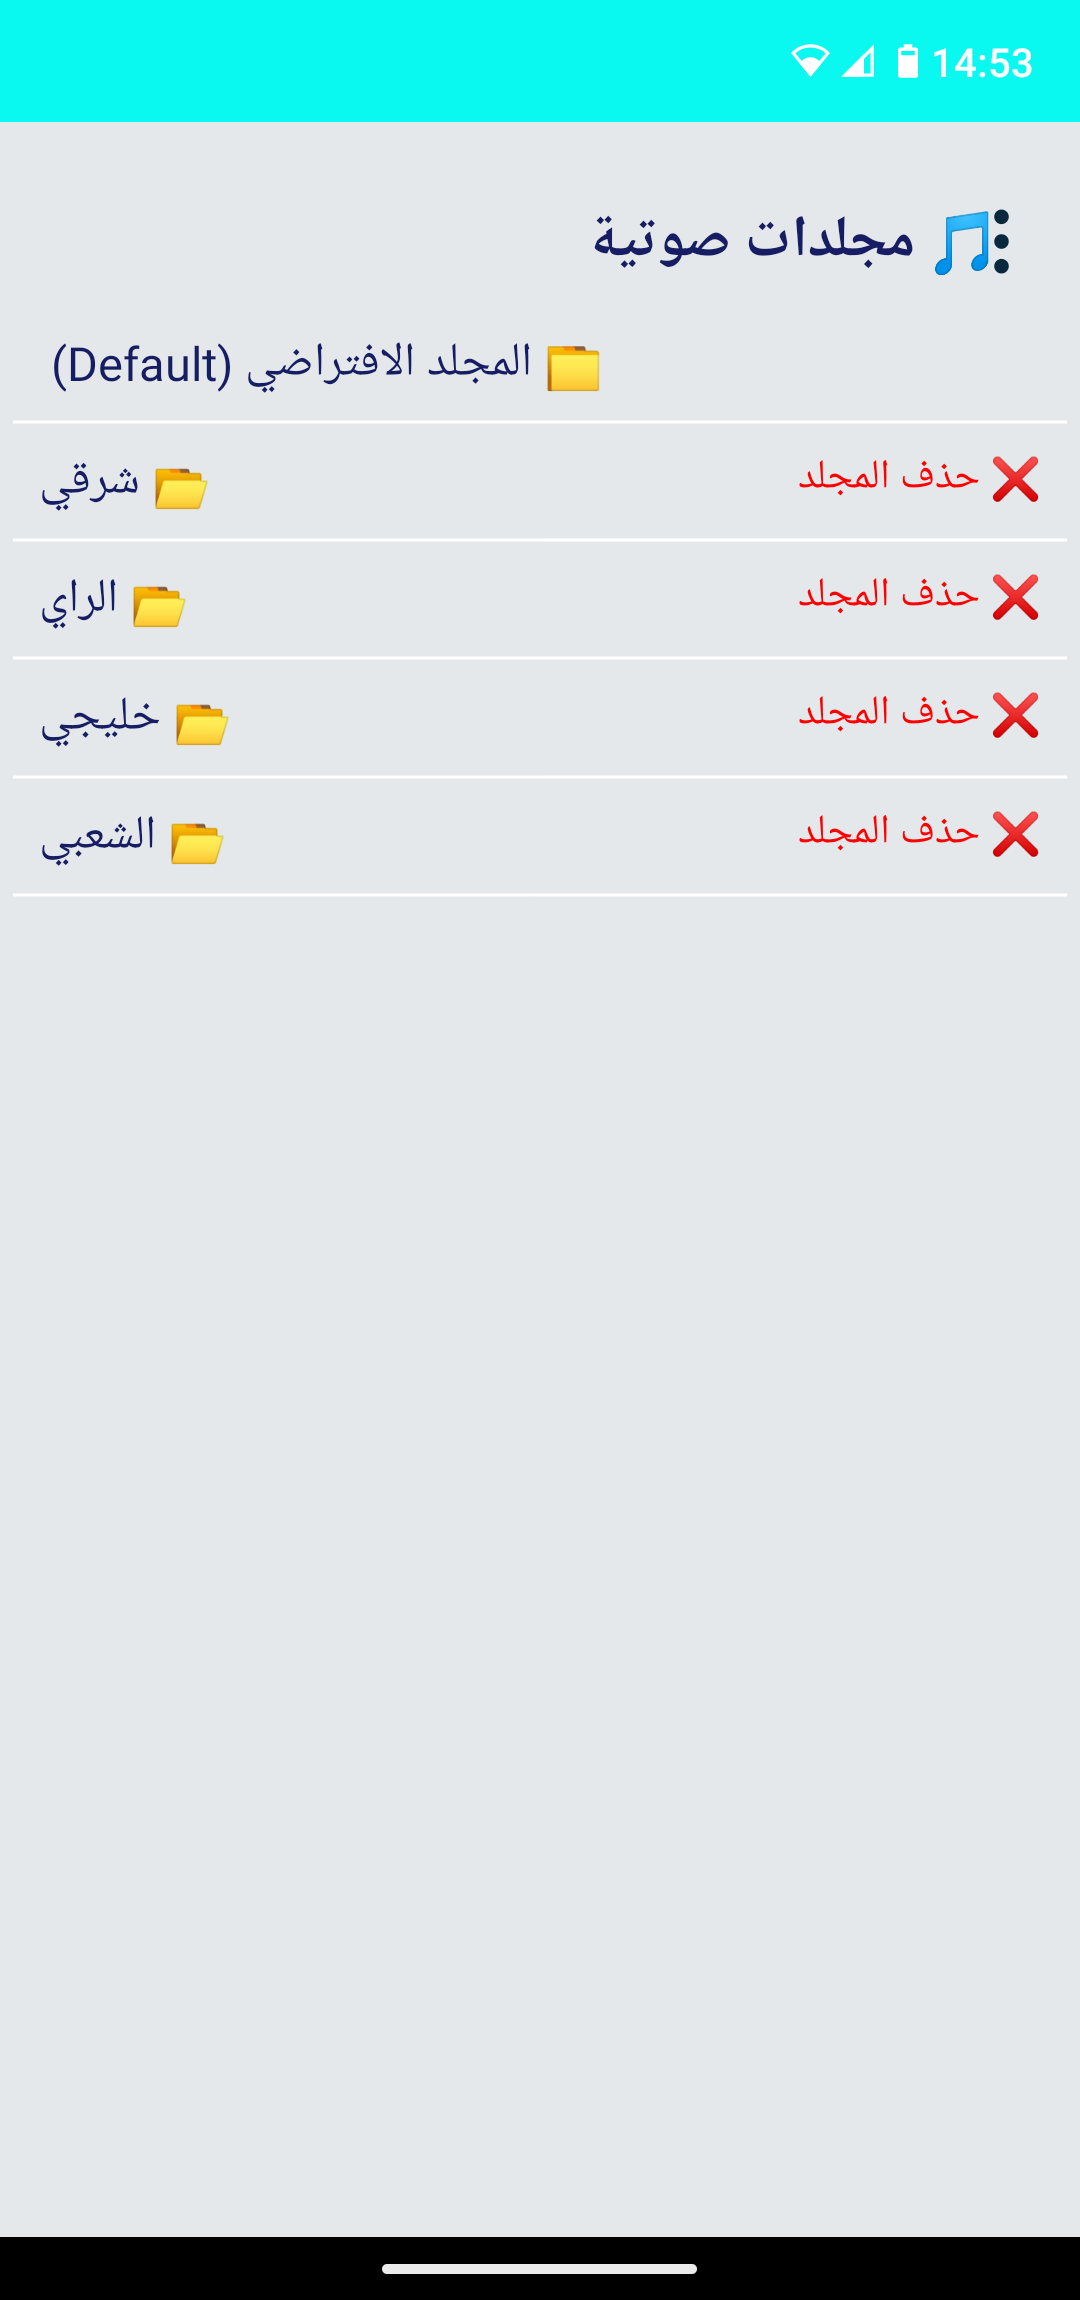 14:53
مجلدات صوتية
المجلد الافتراضي (Default)
شرقي
حذف المجلد
الراي
حذف المجلد
خليجي
حذف المجلد
الشعبي
حذف المجلد